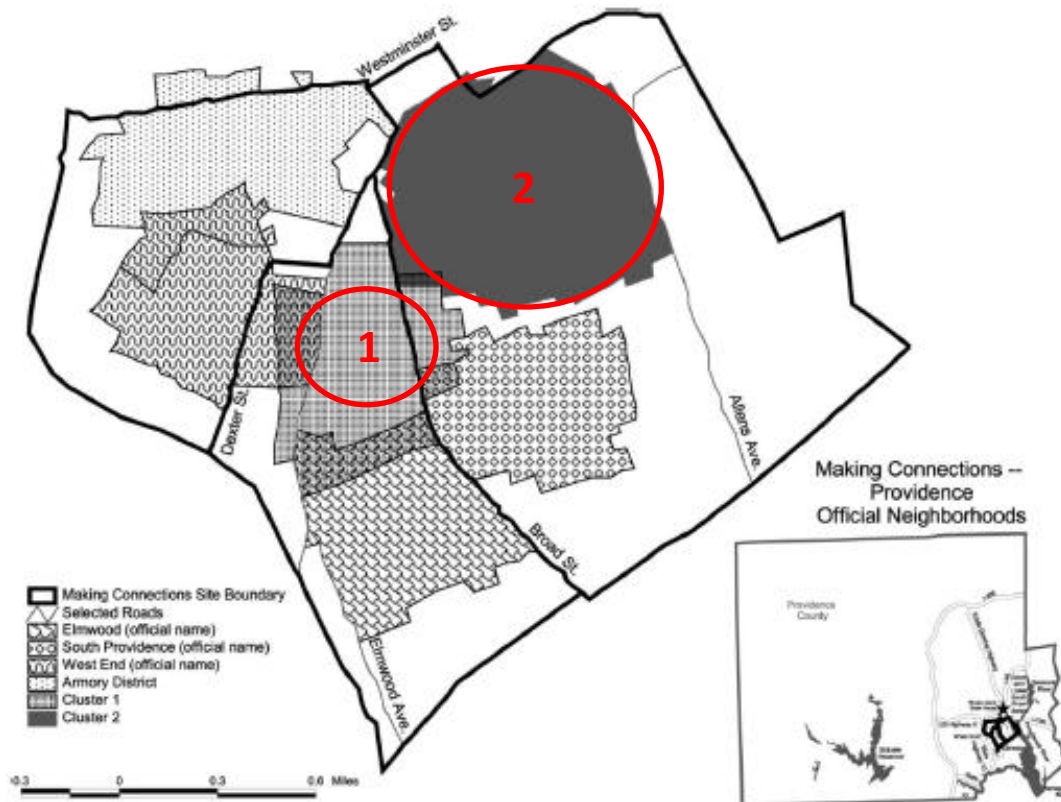 Westminster St.
2
1
Dexter St.
Allens Ave.
Broad St.
Elmwood Ave.
Making Connections --
Providence
Official Neighborhoods
Making Connections Site Boundary
Selected Roads
Elmwood (official name)
South Providence (official name)
West End (official name)
Armory District
Cluster 1
Cluster 2
0.3 0 0.3 0.6 Miles
Providence
County